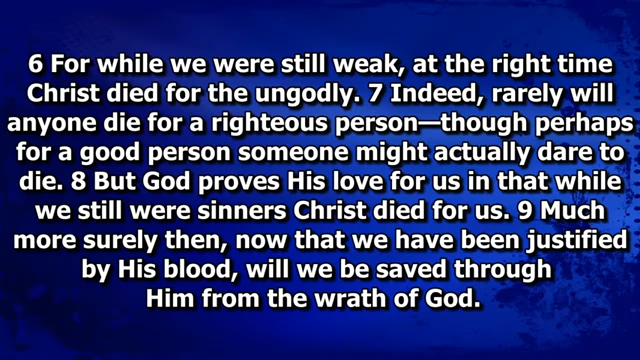 6 For while we were still weak, at the right time
Christ died for the ungodly. 7 Indeed, rarely will
anyone die for a righteous person—though perhaps
for a good person someone might actually dare to
die. 8 But God proves His love for us in that while
we still were sinners Christ died for us. 9 Much
more surely then, now that we have been justified
by His blood, will we be saved through
Him from the wrath of God.